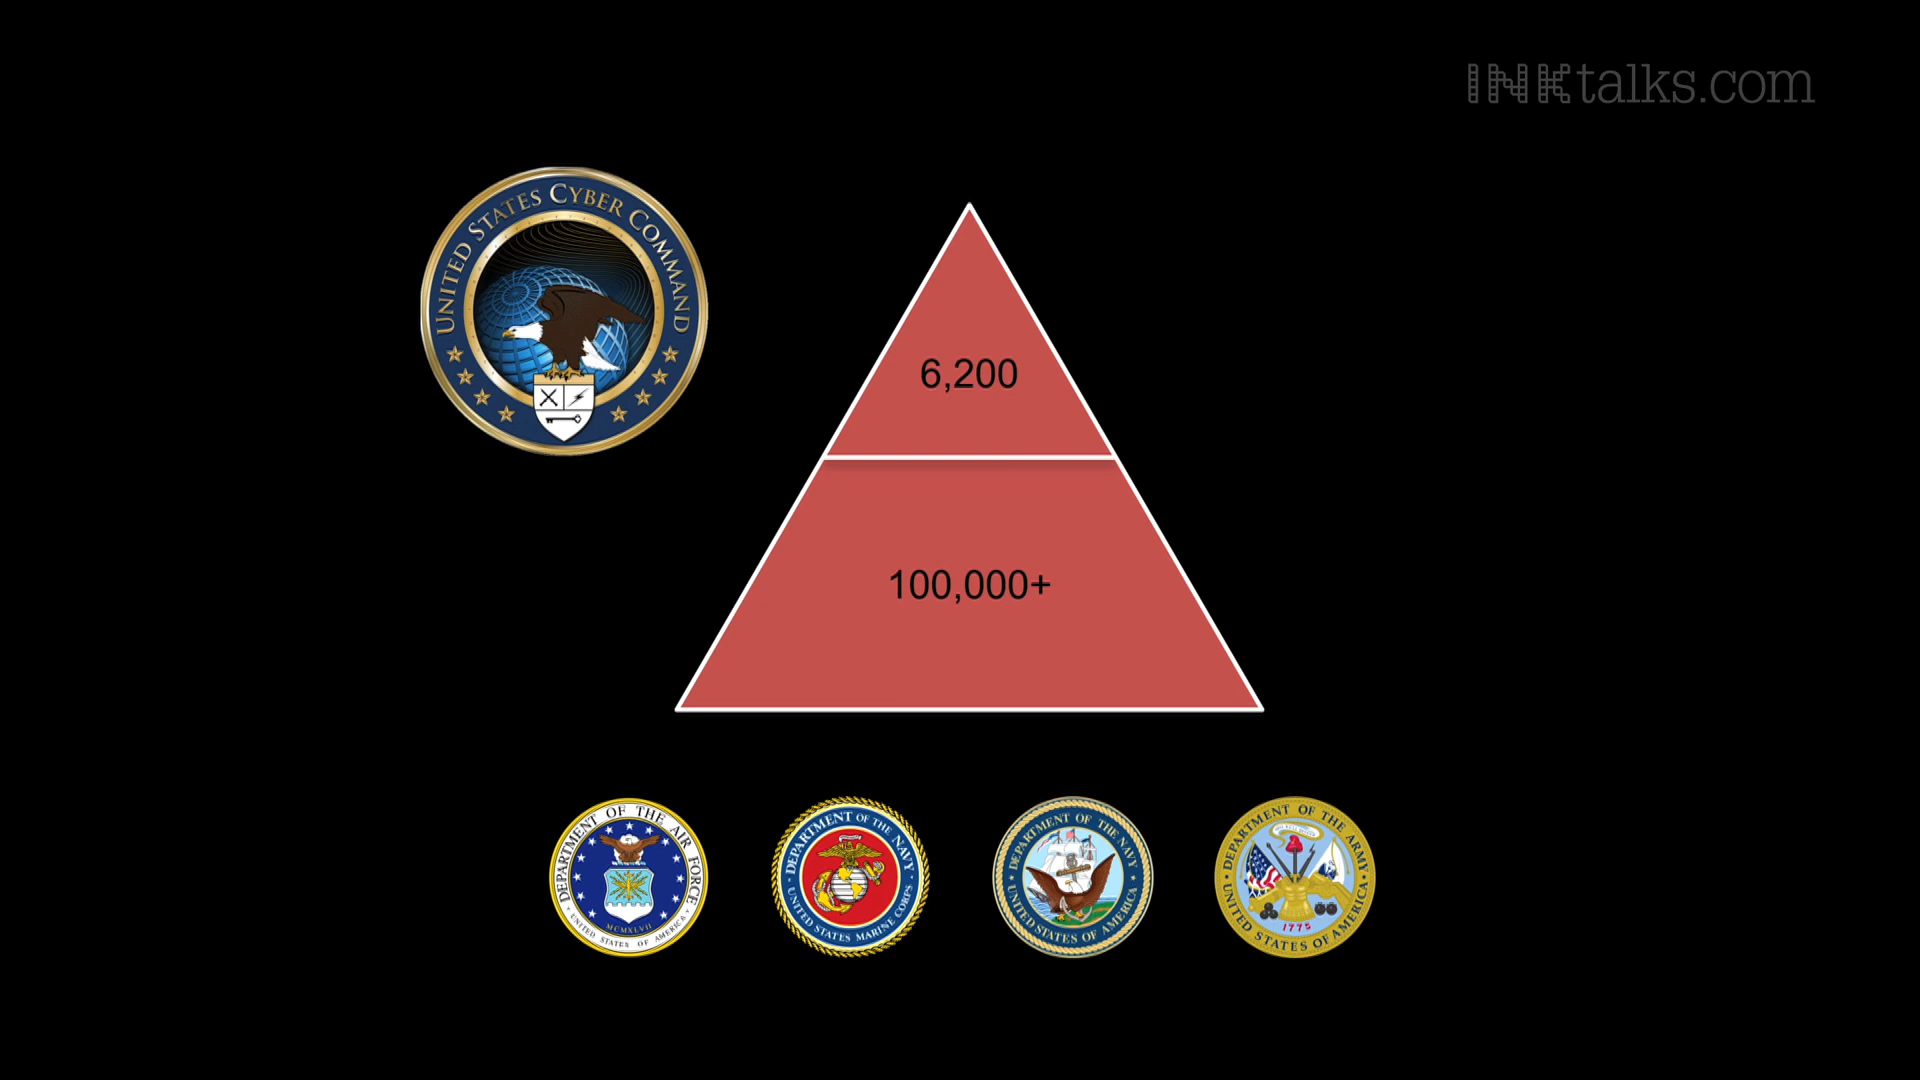 INKtalks.com
UNITED STATES CYBER COMMAND
6,200
100,000+
DEPARTMENT OF THE AIR FORCE
MCMXLVII
UNITED STATES OF AMERICA
DEPARTMENT OF THE NAVY
UNITED STATES MARINE CORPS
DEPARTMENT OF THE NAVY
UNITED STATES OF AMERICA
DEPARTMENT OF THE ARMY
1775
UNITED STATES OF AMERICA